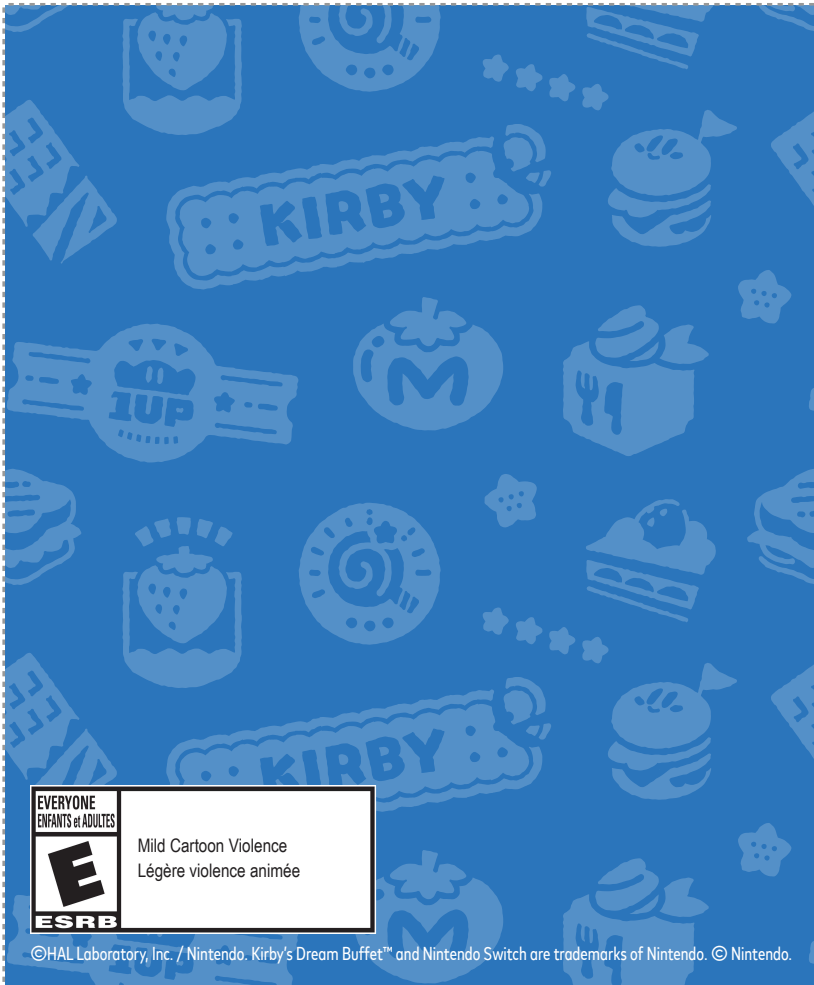 KIRBY
M
1UP
KIRBY
EVERYONE
ENFANTS et ADULTES
E
ESRB
Mild Cartoon Violence
Légère violence animée
M
1UP
©HAL Laboratory, Inc. / Nintendo. Kirby's Dream Buffet™ and Nintendo Switch are trademarks of Nintendo. © Nintendo.